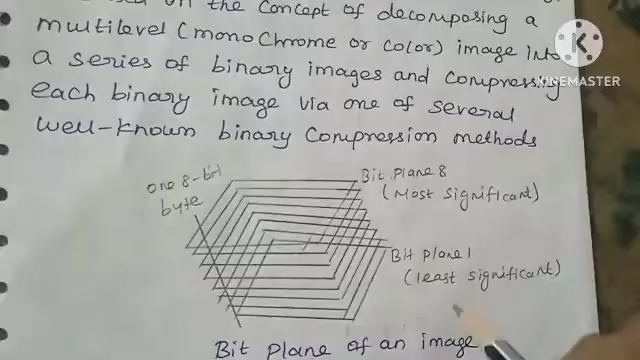 on the concept of decomposing a
multilevel (monochrome or color) image into
a series of binary images and compressing
each binary image via one of several
well-known binary compression methods
one 8-bit
byte
Bit plane 8
(Most significant)
Bit plane 1
(least significant)
Bit plane of an image
KINEMASTER